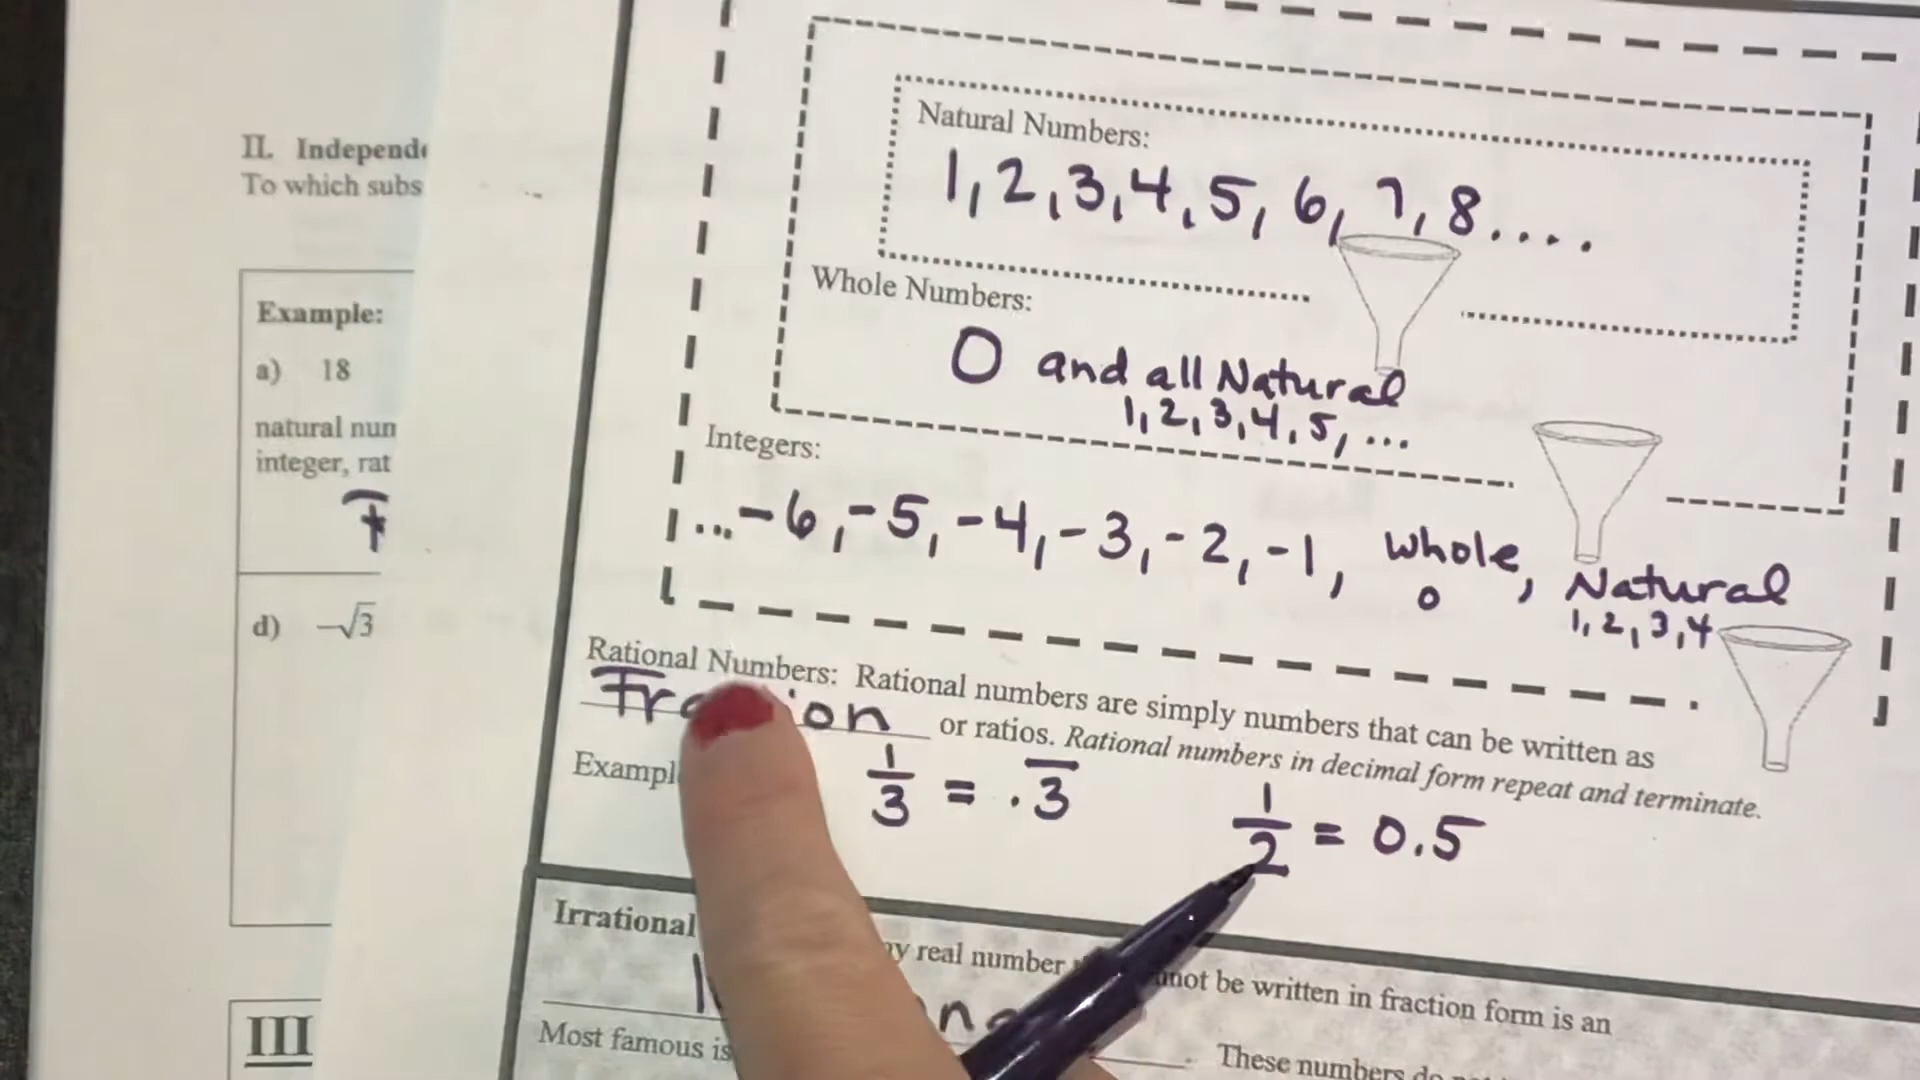 II.  Independ
To which subs
Example:
a)  18
natural num
integer, rat
d)  -√3
III
Natural Numbers:
1, 2, 3, 4, 5, 6, 7, 8....
Whole Numbers:
0 and all Natural
1, 2, 3, 4, 5, ...
Integers:
...-6, -5, -4, -3, -2, -1, whole, Natural
0
1, 2, 3, 4
Rational Numbers: Rational numbers are simply numbers that can be written as
or ratios. Rational numbers in decimal form repeat and terminate.
1/3 = .3̅
1/2 = 0.5
Irrational
real number
not be written in fraction form is an
Most famous is
These numbers do